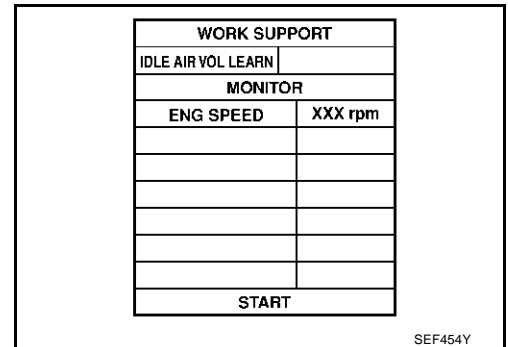 WORK SUPPORT
IDLE AIR VOL LEARN
MONITOR
ENG SPEED XXX rpm
START
SEF454Y